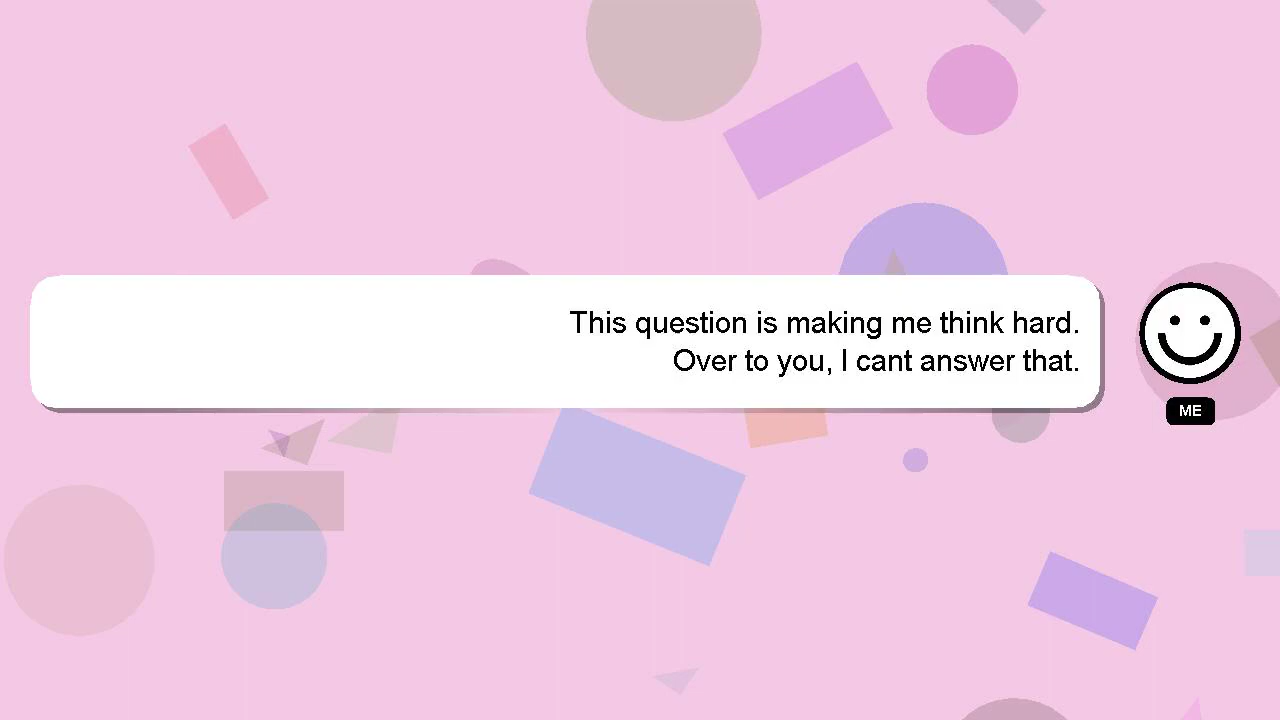 This question is making me think hard.
Over to you, I cant answer that.
ME